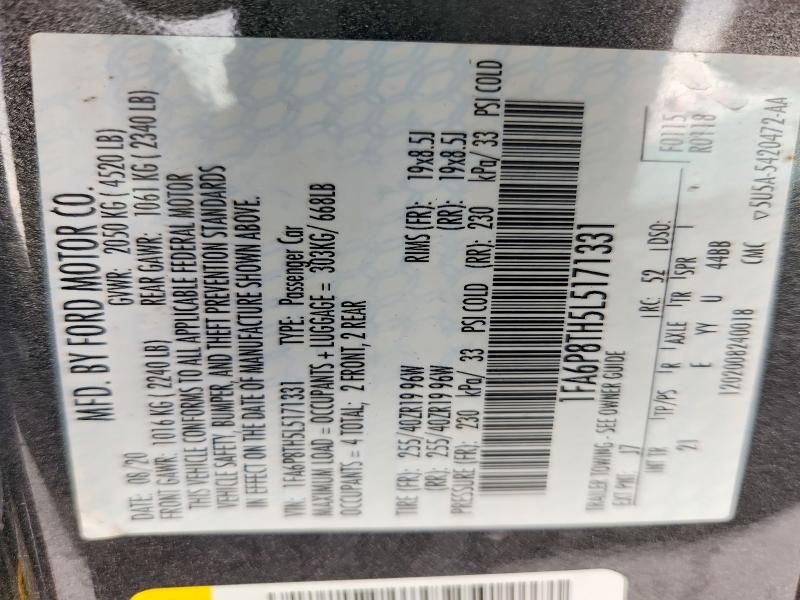 MFD. BY FORD MOTOR CO.
DATE: 08/20 GVWR: 2050 KG ( 4520 LB)
FRONT GAWR: 1016 KG ( 2240 LB) REAR GAWR: 1061 KG ( 2340 LB)
THIS VEHICLE CONFORMS TO ALL APPLICABLE FEDERAL MOTOR
VEHICLE SAFETY, BUMPER, AND THEFT PREVENTION STANDARDS
IN EFFECT ON THE DATE OF MANUFACTURE SHOWN ABOVE.
VIN: 1FA6P8TH5L5171331 TYPE: Passenger Car
MAXIMUM LOAD = OCCUPANTS + LUGGAGE = 303KG/ 668LB
OCCUPANTS = 4 TOTAL; 2 FRONT, 2 REAR
TIRE (FR): 255/40ZR19 96W RIMS (FR): 19x8.5J
(RR): 255/40ZR19 96W (RR): 19x8.5J
PRESSURE (FR): 230 kPa/ 33 PSI COLD (RR): 230 kPa/ 33 PSI COLD
1FA6P8TH5L5171331
TRAILER TOWING - SEE OWNER GUIDE
EXT PNT: J7 RC: 52 DSO: F0115
R0118
INT TR TP/PS R AXLE TR SPR
21 E YY U 44BB
1202008240018 CMC ▽5U5A-5420472-AA